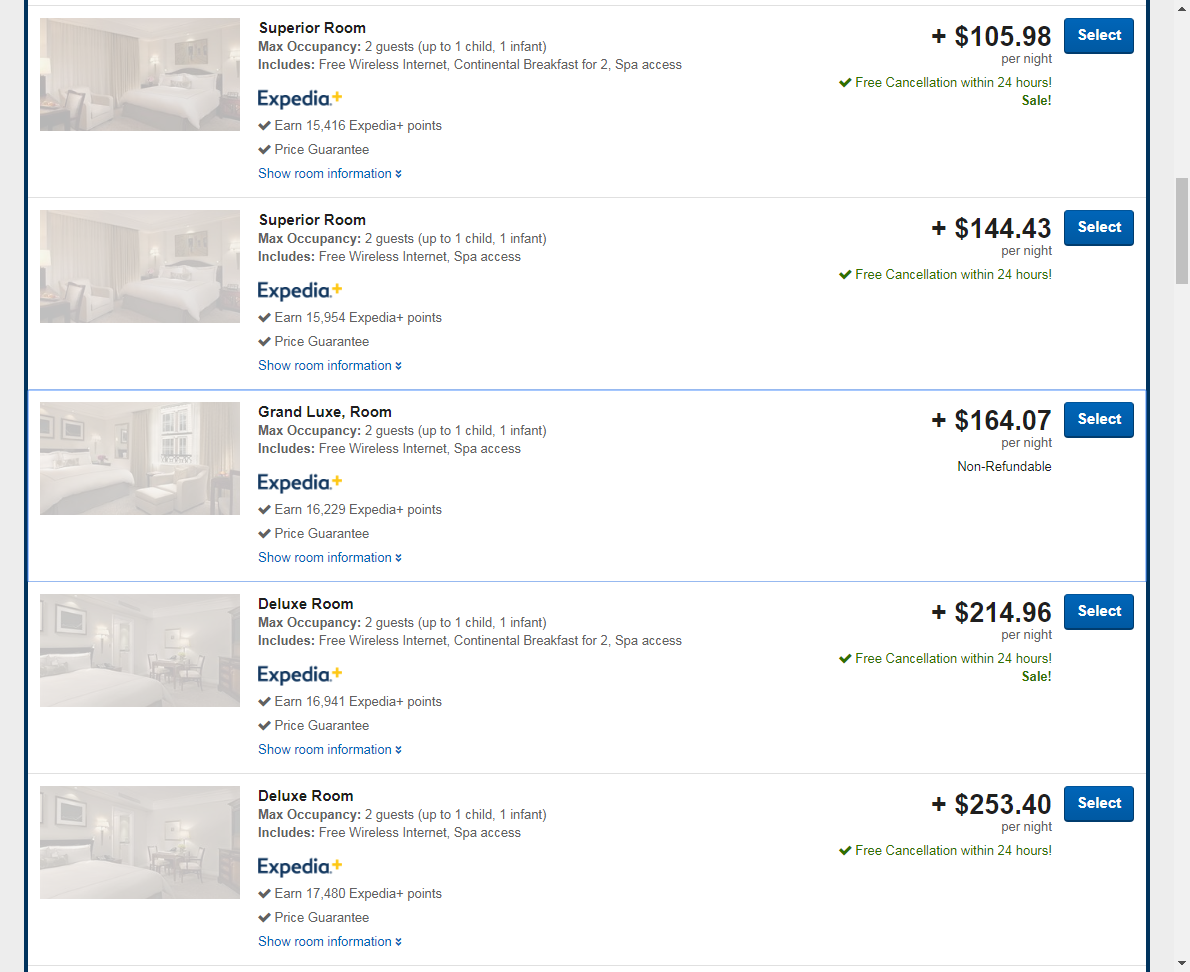 Superior Room
Max Occupancy: 2 guests (up to 1 child, 1 infant)
Includes: Free Wireless Internet, Continental Breakfast for 2, Spa access
Expedia+
Earn 15,416 Expedia+ points
Price Guarantee
Show room information
+ $105.98
per night
Free Cancellation within 24 hours!
Sale!
Select
Superior Room
Max Occupancy: 2 guests (up to 1 child, 1 infant)
Includes: Free Wireless Internet, Spa access
Expedia+
Earn 15,954 Expedia+ points
Price Guarantee
Show room information
+ $144.43
per night
Free Cancellation within 24 hours!
Select
Grand Luxe, Room
Max Occupancy: 2 guests (up to 1 child, 1 infant)
Includes: Free Wireless Internet, Spa access
Expedia+
Earn 16,229 Expedia+ points
Price Guarantee
Show room information
+ $164.07
per night
Non-Refundable
Select
Deluxe Room
Max Occupancy: 2 guests (up to 1 child, 1 infant)
Includes: Free Wireless Internet, Continental Breakfast for 2, Spa access
Expedia+
Earn 16,941 Expedia+ points
Price Guarantee
Show room information
+ $214.96
per night
Free Cancellation within 24 hours!
Sale!
Select
Deluxe Room
Max Occupancy: 2 guests (up to 1 child, 1 infant)
Includes: Free Wireless Internet, Spa access
Expedia+
Earn 17,480 Expedia+ points
Price Guarantee
Show room information
+ $253.40
per night
Free Cancellation within 24 hours!
Select